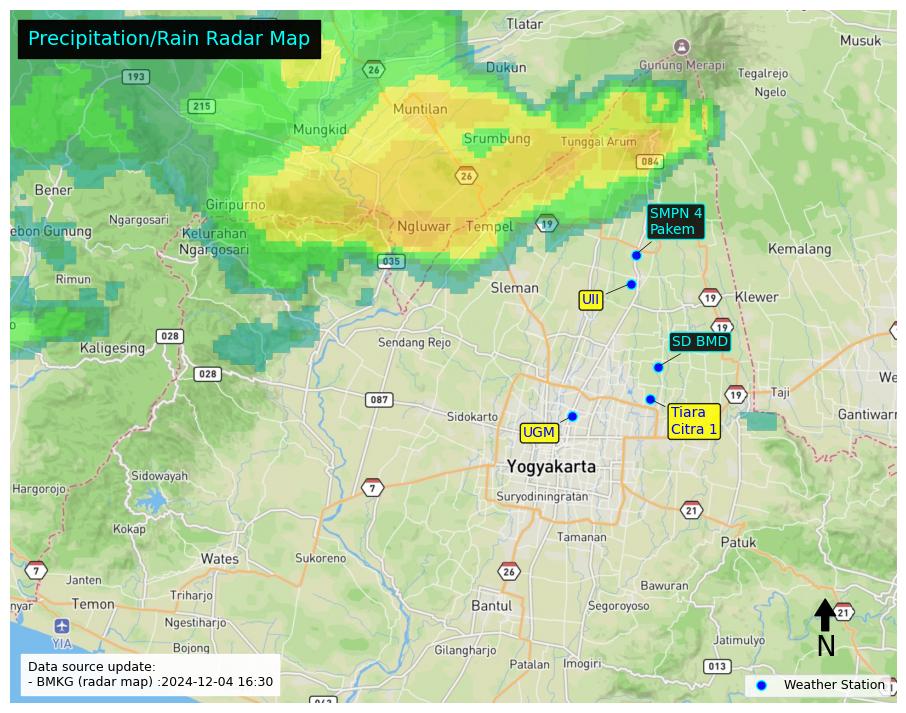 Precipitation/Rain Radar Map
Tlatar
Musuk
193
26
Dukun
Gunung Merapi
Tegalrejo
Ngelo
215
Muntilan
Mungkid
Srumbung
Tunggal Arum
084
26
Bener
Giripurno
Ngargosari
SMPN 4
Pakem
ebon Gunung
Kelurahan
Ngargosari
Ngluwar
Tempel
19
Kemalang
035
Rimun
Sleman
UII
19
Klewer
19
028
Sendang Rejo
SD BMD
Kaligesing
028
We
087
19
Taji
Sidokarto
Tiara
Citra 1
Gantiwarn
UGM
Yogyakarta
Sidowayah
Hargorojo
7
Suryodiningratan
21
Kokap
Tamanan
Patuk
Wates
Sukoreno
7
26
Janten
Bawuran
nyar
Temon
Triharjo
Bantul
Segoroyoso
21
Ngestiharjo
YIA
N
Jatimulyo
Bojong
Gilangharjo
Patalan
Imogiri
013
Data source update:
- BMKG (radar map) :2024-12-04 16:30
Weather Station